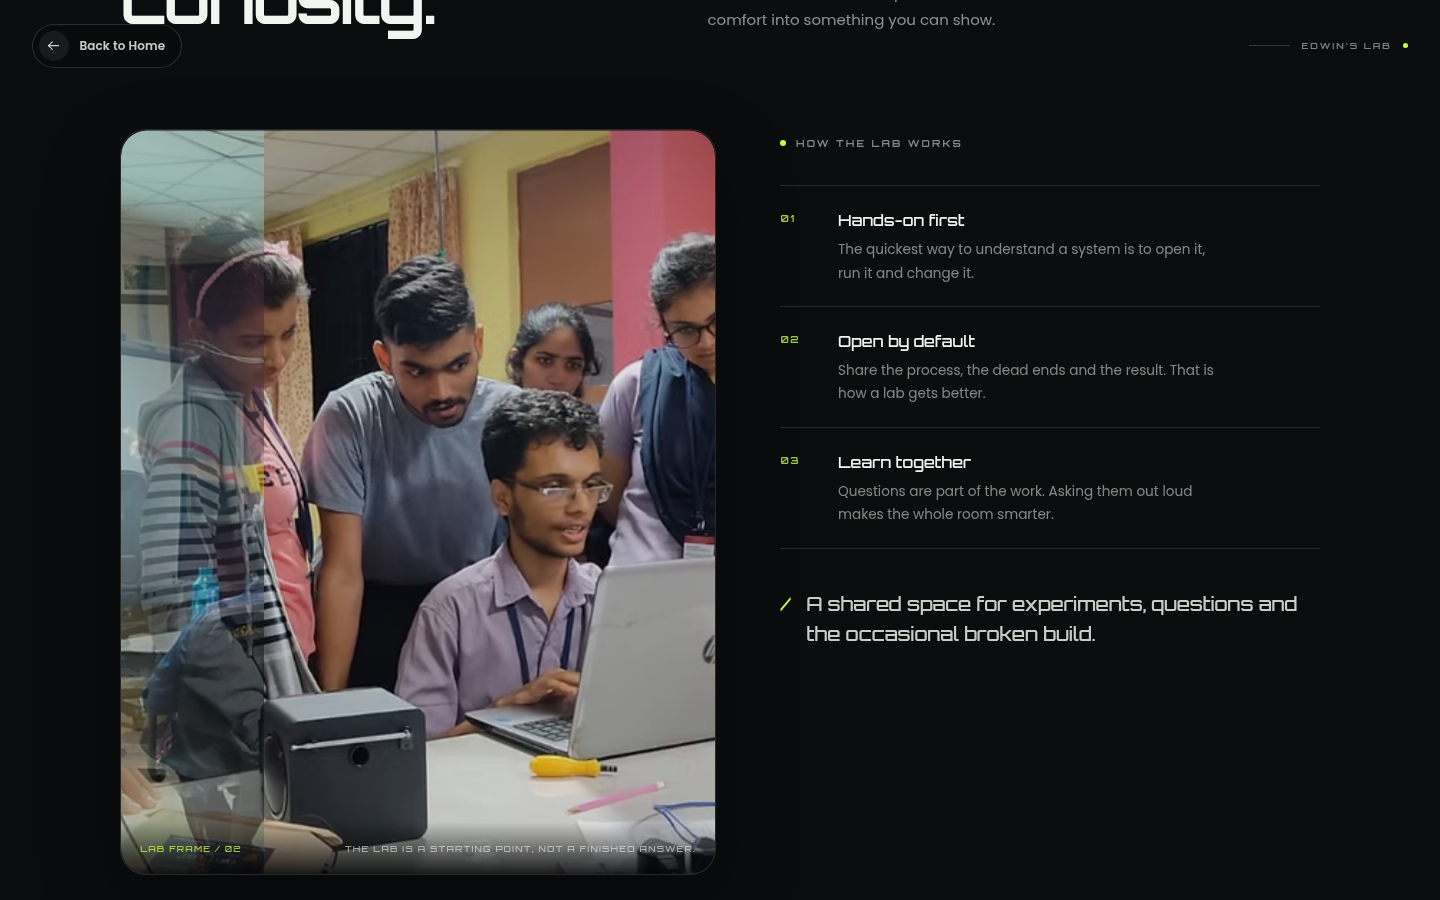 curiosity.
comfort into something you can show.
Back to Home
EDWIN'S LAB
HOW THE LAB WORKS
01
Hands-on first
The quickest way to understand a system is to open it,
run it and change it.
02
Open by default
Share the process, the dead ends and the result. That is
how a lab gets better.
03
Learn together
Questions are part of the work. Asking them out loud
makes the whole room smarter.
/ A shared space for experiments, questions and
the occasional broken build.
LAB FRAME / 02
THE LAB IS A STARTING POINT, NOT A FINISHED ANSWER.